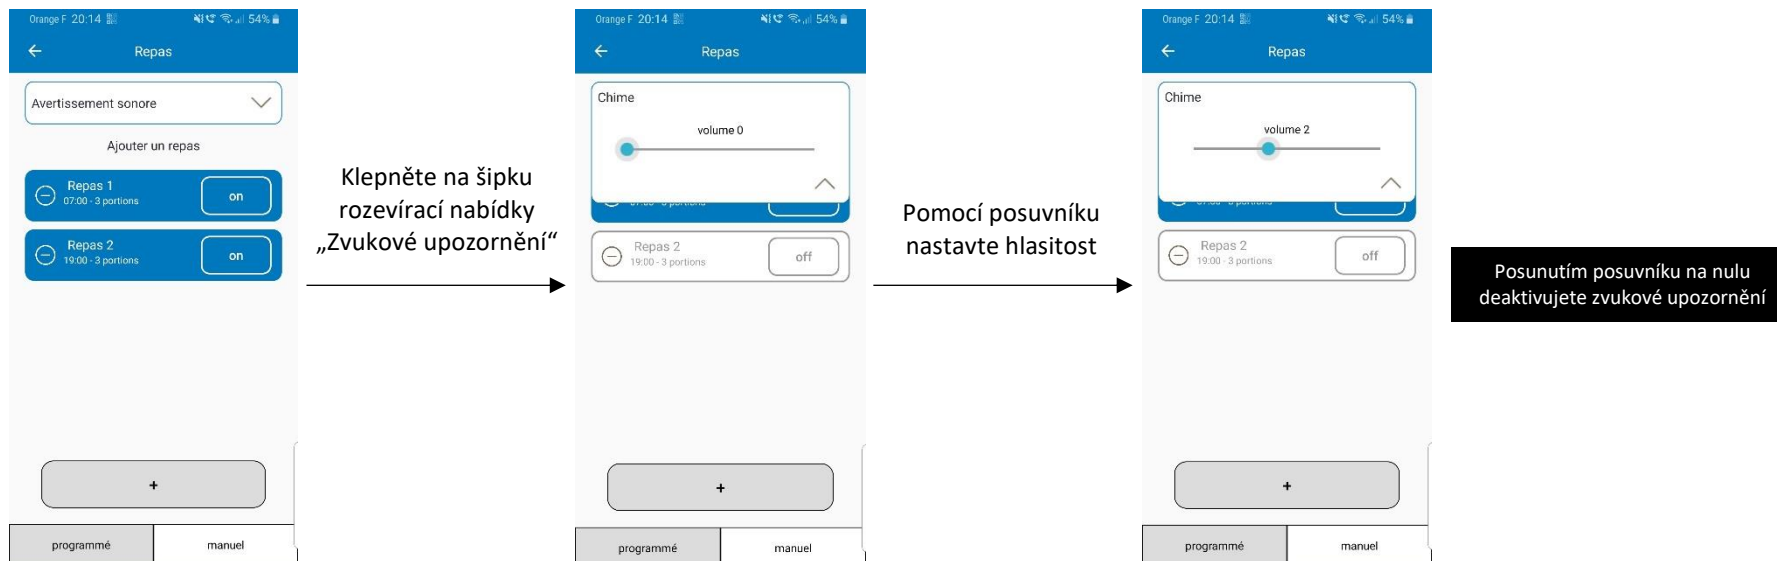 Orange F 20:14
54%
Repas
Avertissement sonore
Ajouter un repas
Repas 1
07:00 - 3 portions
on
Repas 2
19:00 - 3 portions
on
+
programmé
manuel
Klepněte na šipku
rozevírací nabídky
„Zvukové upozornění“
Orange F 20:14
54%
Repas
Chime
volume 0
Repas 2
19:00 - 3 portions
off
+
programmé
manuel
Pomocí posuvníku
nastavte hlasitost
Orange F 20:14
54%
Repas
Chime
volume 2
Repas 2
19:00 - 3 portions
off
+
programmé
manuel
Posunutím posuvníku na nulu
deaktivujete zvukové upozornění